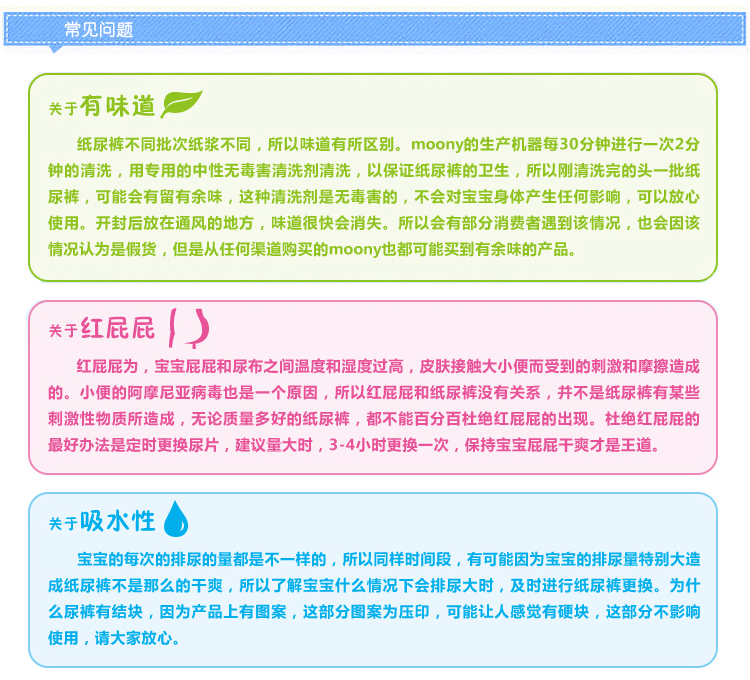 常见问题
关于有味道
纸尿裤不同批次纸浆不同，所以味道有所区别。moony的生产机器每30分钟进行一次2分
钟的清洗，用专用的中性无毒害清洗剂清洗，以保证纸尿裤的卫生，所以刚清洗完的头一批纸
尿裤，可能会有留有余味，这种清洗剂是无毒害的，不会对宝宝身体产生任何影响，可以放心
使用。开封后放在通风的地方，味道很快会消失。所以会有部分消费者遇到该情况，也会因该
情况认为是假货，但是从任何渠道购买的moony也都可能买到有余味的产品。
关于红屁屁
红屁屁为，宝宝屁屁和尿布之间温度和湿度过高，皮肤接触大小便而受到的刺激和摩擦造成
的。小便的阿摩尼亚病毒也是一个原因，所以红屁屁和纸尿裤没有关系，并不是纸尿裤有某些
刺激性物质所造成，无论质量多好的纸尿裤，都不能百分百杜绝红屁屁的出现。杜绝红屁屁的
最好办法是定时更换尿片，建议量大时，3-4小时更换一次，保持宝宝屁屁干爽才是王道。
关于吸水性
宝宝的每次的排尿的量都是不一样的，所以同样时间段，有可能因为宝宝的排尿量特别大造
成纸尿裤不是那么的干爽，所以了解宝宝什么情况下会排尿大时，及时进行纸尿裤更换。为什
么尿裤有结块，因为产品上有图案，这部分图案为压印，可能让人感觉有硬块，这部分不影响
使用，请大家放心。